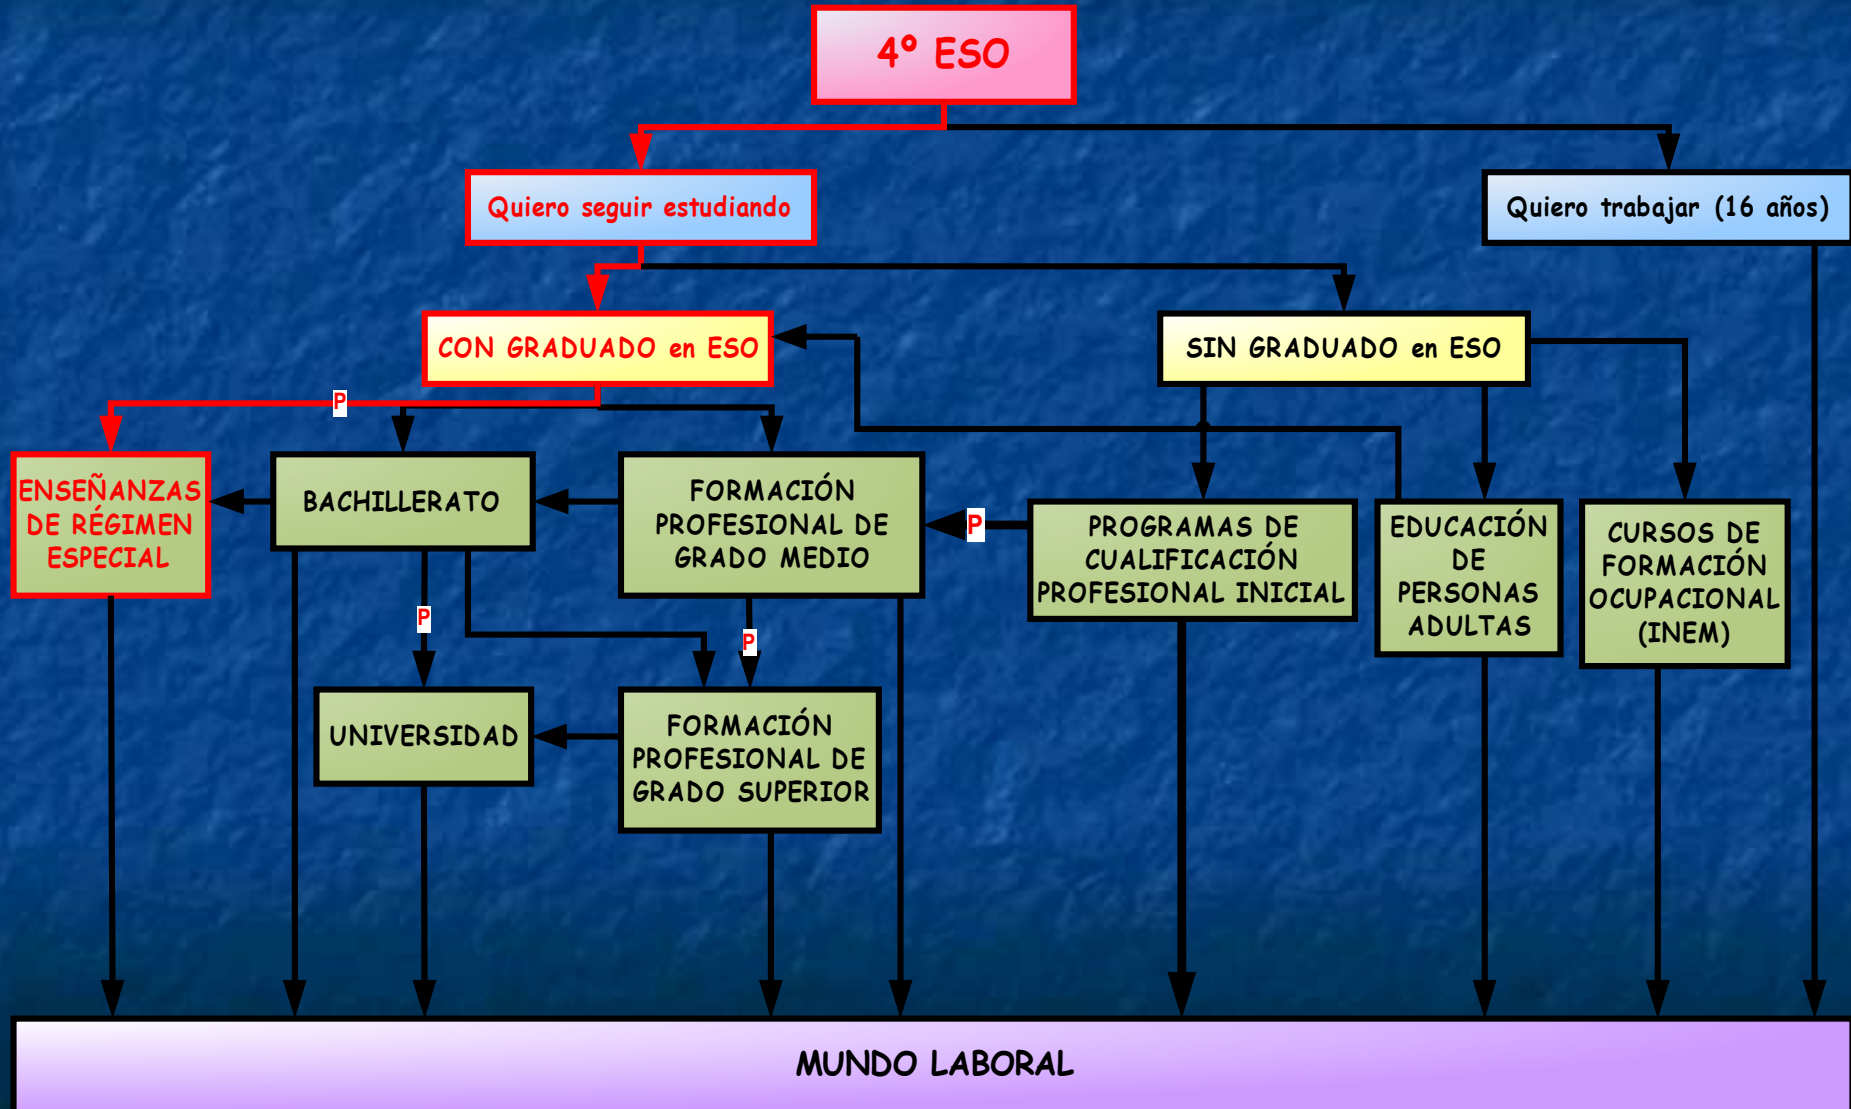 4º ESO
Quiero seguir estudiando
Quiero trabajar (16 años)
CON GRADUADO en ESO
SIN GRADUADO en ESO
P
ENSEÑANZAS
DE RÉGIMEN
ESPECIAL
BACHILLERATO
FORMACIÓN
PROFESIONAL DE
GRADO MEDIO
P
PROGRAMAS DE
CUALIFICACIÓN
PROFESIONAL INICIAL
EDUCACIÓN
DE
PERSONAS
ADULTAS
CURSOS DE
FORMACIÓN
OCUPACIONAL
(INEM)
P
P
UNIVERSIDAD
FORMACIÓN
PROFESIONAL DE
GRADO SUPERIOR
MUNDO LABORAL